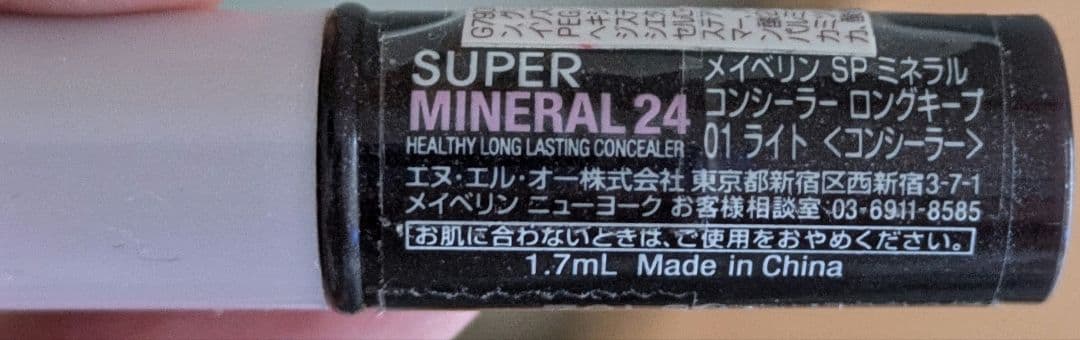 SUPER
MINERAL 24
HEALTHY LONG LASTING CONCEALER
メイベリン SP ミネラル
コンシーラー ロングキープ
01 ライト <コンシーラー>
エヌ・エル・オー株式会社 東京都新宿区西新宿3-7-1
メイベリン ニューヨーク お客様相談室 03-6911-8585
お肌に合わないときは、ご使用をおやめください。
1.7mL Made in China